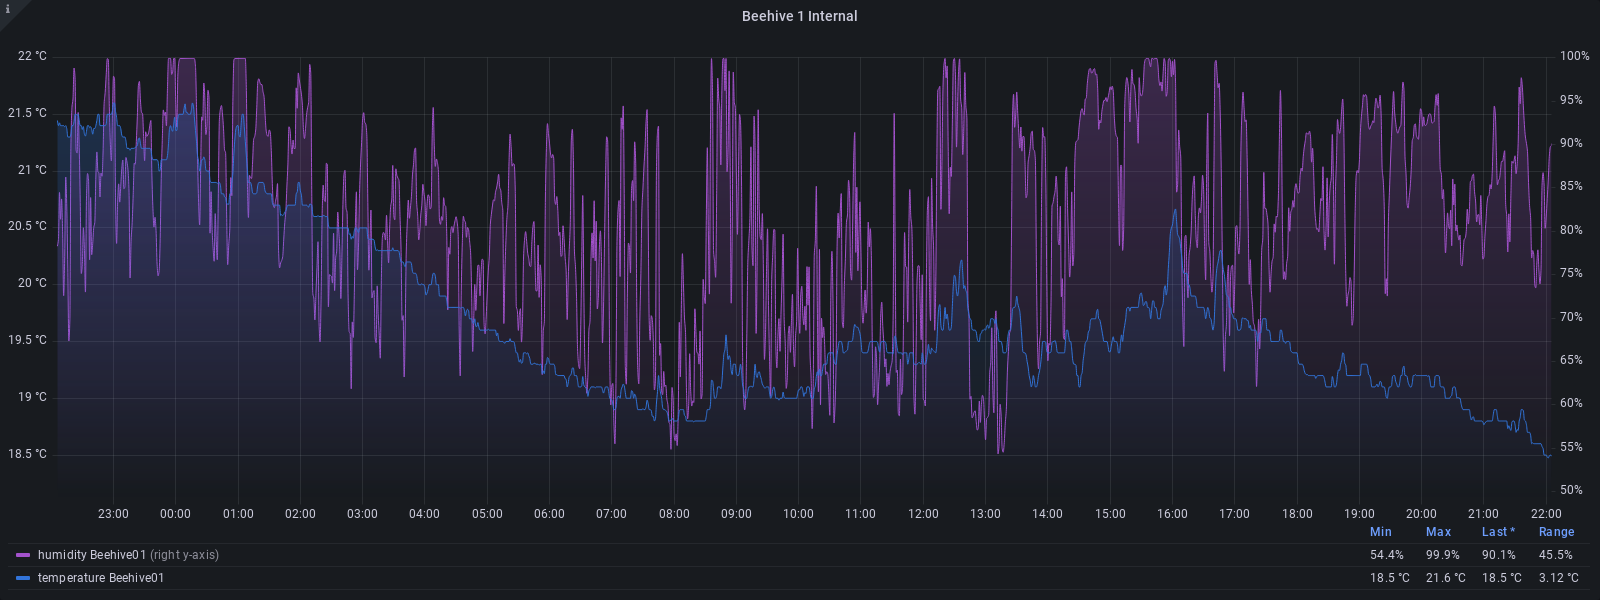 i
Beehive 1 Internal
22 °C
21.5 °C
21 °C
20.5 °C
20 °C
19.5 °C
19 °C
18.5 °C
100%
95%
90%
85%
80%
75%
70%
65%
60%
55%
50%
23:00 00:00 01:00 02:00 03:00 04:00 05:00 06:00 07:00 08:00 09:00 10:00 11:00 12:00 13:00 14:00 15:00 16:00 17:00 18:00 19:00 20:00 21:00 22:00
Min Max Last * Range
humidity Beehive01 (right y-axis) 54.4% 99.9% 90.1% 45.5%
temperature Beehive01 18.5 °C 21.6 °C 18.5 °C 3.12 °C